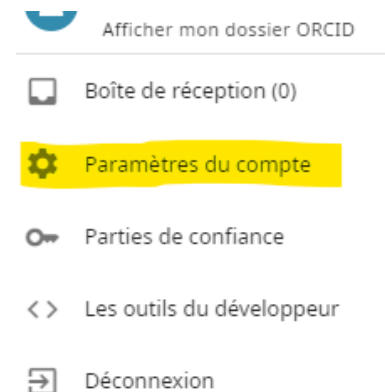 Afficher mon dossier ORCID
Boîte de réception (0)
Paramètres du compte
Parties de confiance
Les outils du développeur
Déconnexion